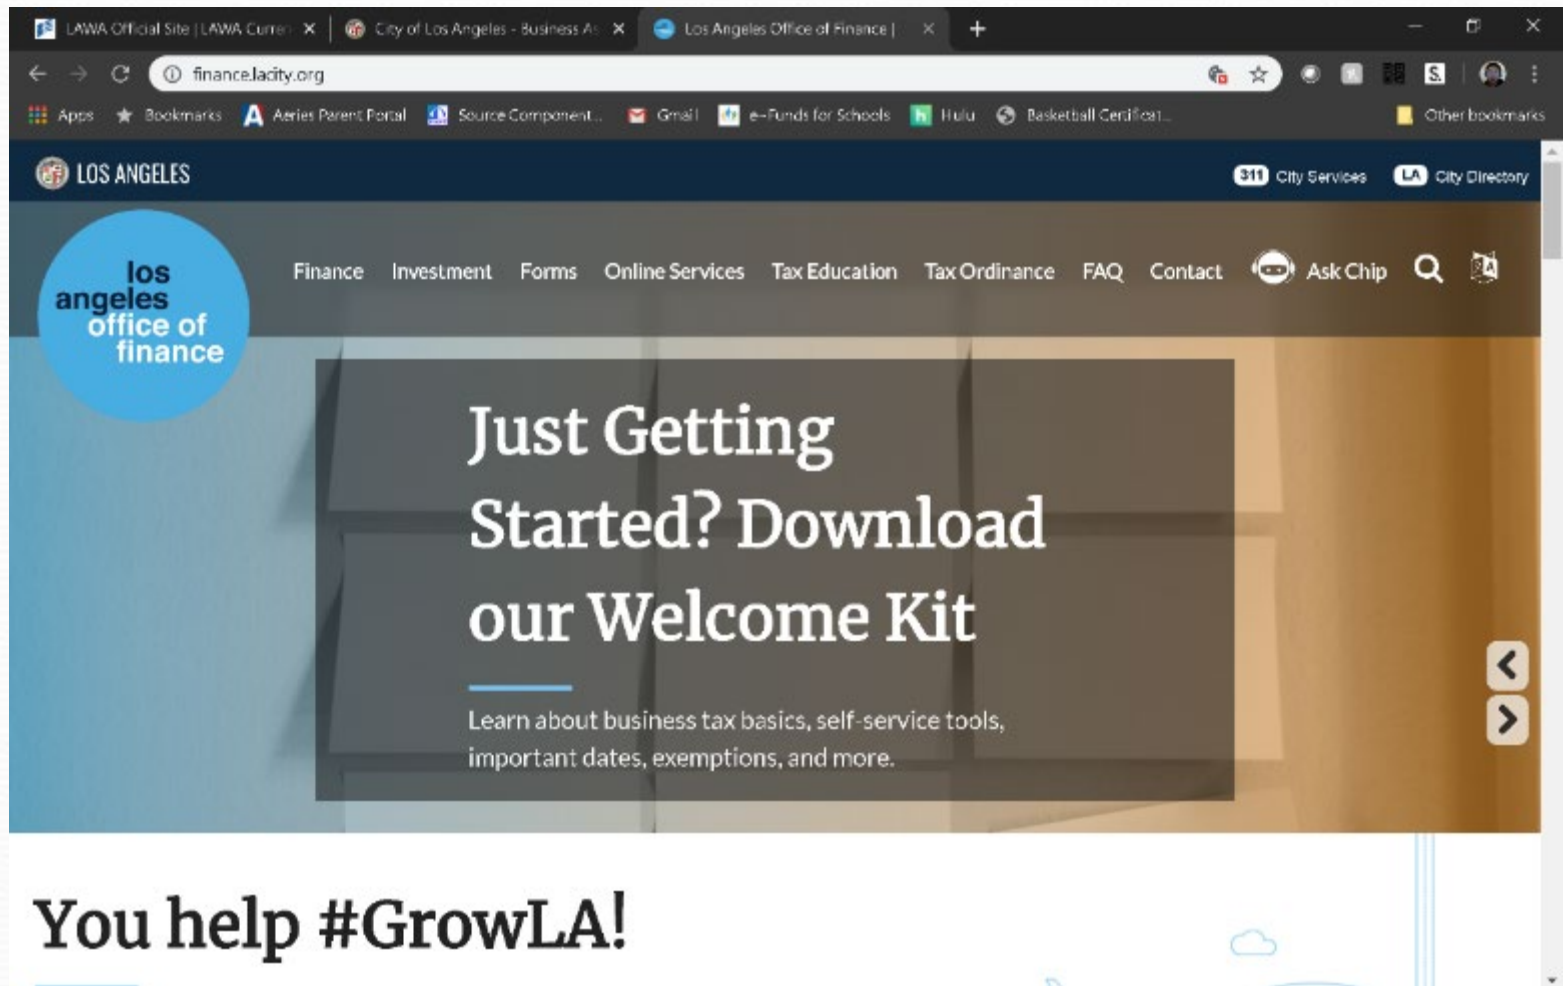 LAWA Official Site | LAWA Curren
City of Los Angeles - Business As
Los Angeles Office of Finance |
finance.lacity.org
S.
Apps
Bookmarks
Aeries Parent Portal
Source Component...
Gmail
e-Funds for Schools
Hulu
Basketball Certificat...
Other bookmarks
LOS ANGELES
311 City Services
LA City Directory
los
angeles
office of
finance
Finance
Investment
Forms
Online Services
Tax Education
Tax Ordinance
FAQ
Contact
Ask Chip
Just Getting
Started? Download
our Welcome Kit
Learn about business tax basics, self-service tools,
important dates, exemptions, and more.
You help #GrowLA!